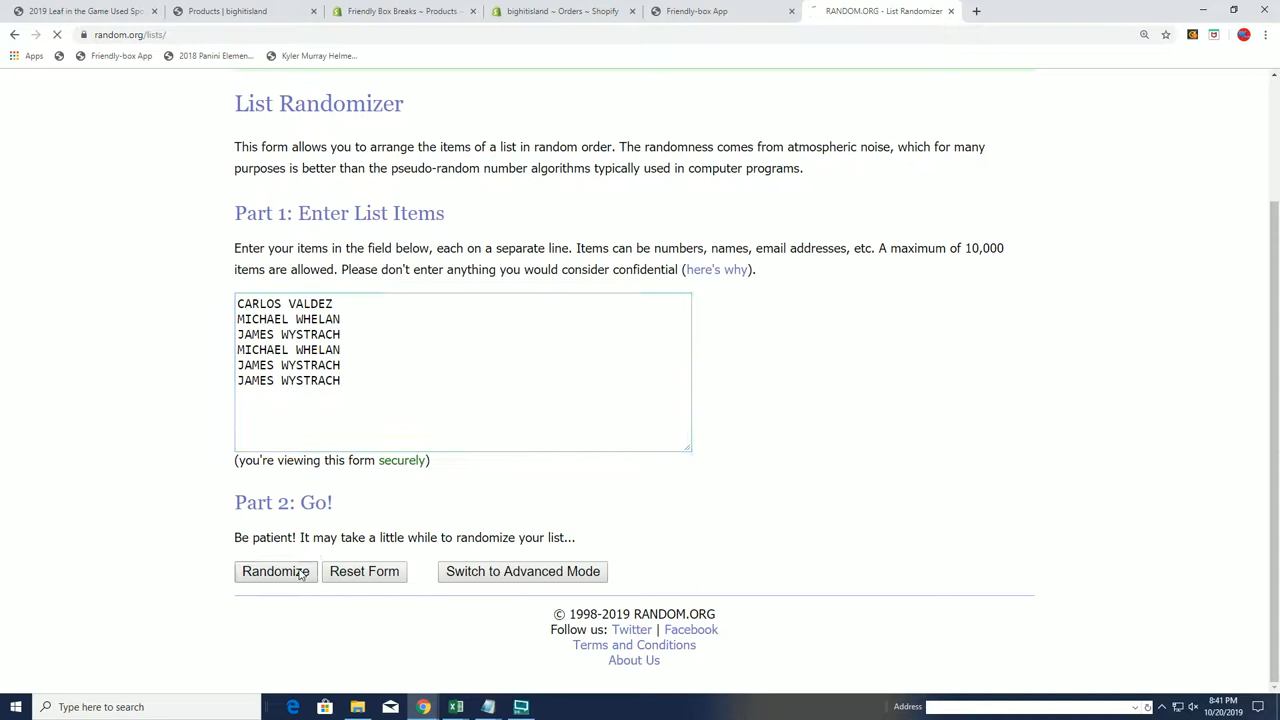 2019 Leaf in the Game Used Spo
Products | bighitisland
Friendly Box Breaks ~ Products ~
bighitisland ~ Orders ~ Shopify
Friendly-box App
RANDOM.ORG - List Randomizer
random.org/lists/
Apps
Friendly-box App
2018 Panini Elemen...
Kyler Murray Helme...
List Randomizer
This form allows you to arrange the items of a list in random order. The randomness comes from atmospheric noise, which for many
purposes is better than the pseudo-random number algorithms typically used in computer programs.
Part 1: Enter List Items
Enter your items in the field below, each on a separate line. Items can be numbers, names, email addresses, etc. A maximum of 10,000
items are allowed. Please don't enter anything you would consider confidential (here's why).
CARLOS VALDEZ
MICHAEL WHELAN
JAMES WYSTRACH
MICHAEL WHELAN
JAMES WYSTRACH
JAMES WYSTRACH
(you're viewing this form securely)
Part 2: Go!
Be patient! It may take a little while to randomize your list...
Randomize
Reset Form
Switch to Advanced Mode
© 1998-2019 RANDOM.ORG
Follow us: Twitter | Facebook
Terms and Conditions
About Us
Type here to search
Address
8:41 PM
10/20/2019